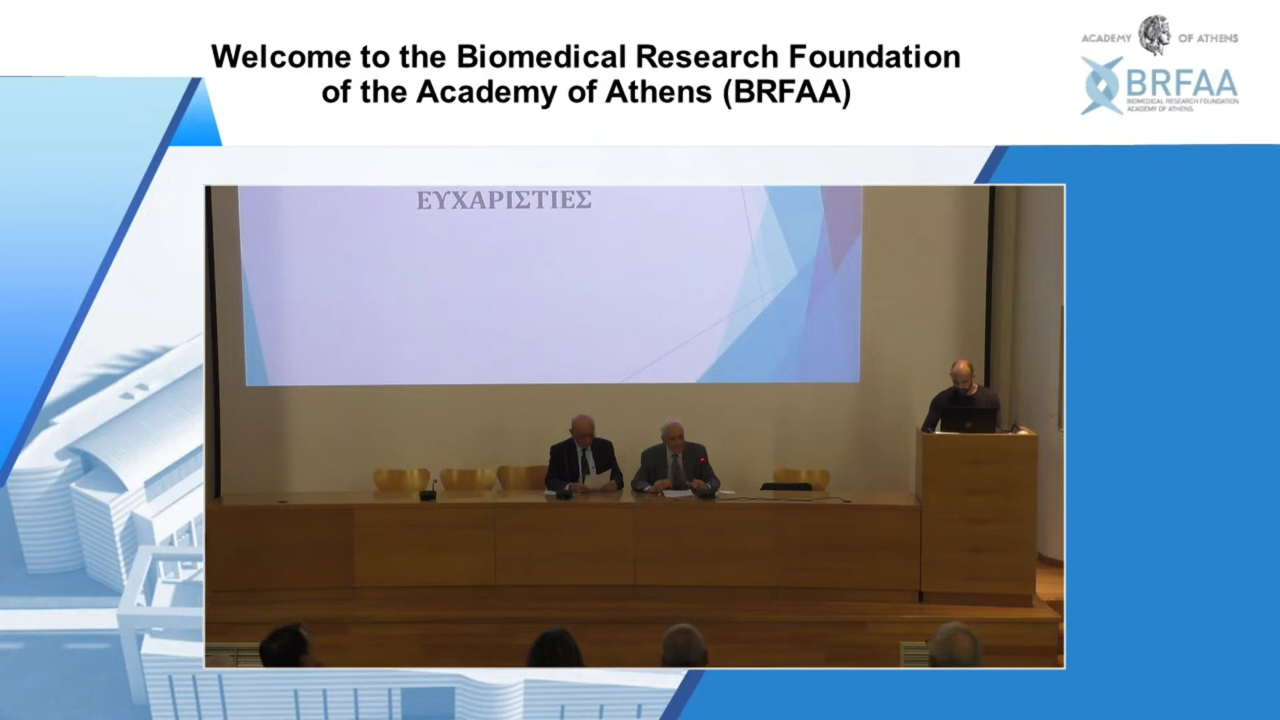 Welcome to the Biomedical Research Foundation
of the Academy of Athens (BRFAA)
ACADEMY OF ATHENS
BRFAA
BIOMEDICAL RESEARCH FOUNDATION
ACADEMY OF ATHENS
ΕΥΧΑΡΙΣΤΙΕΣ